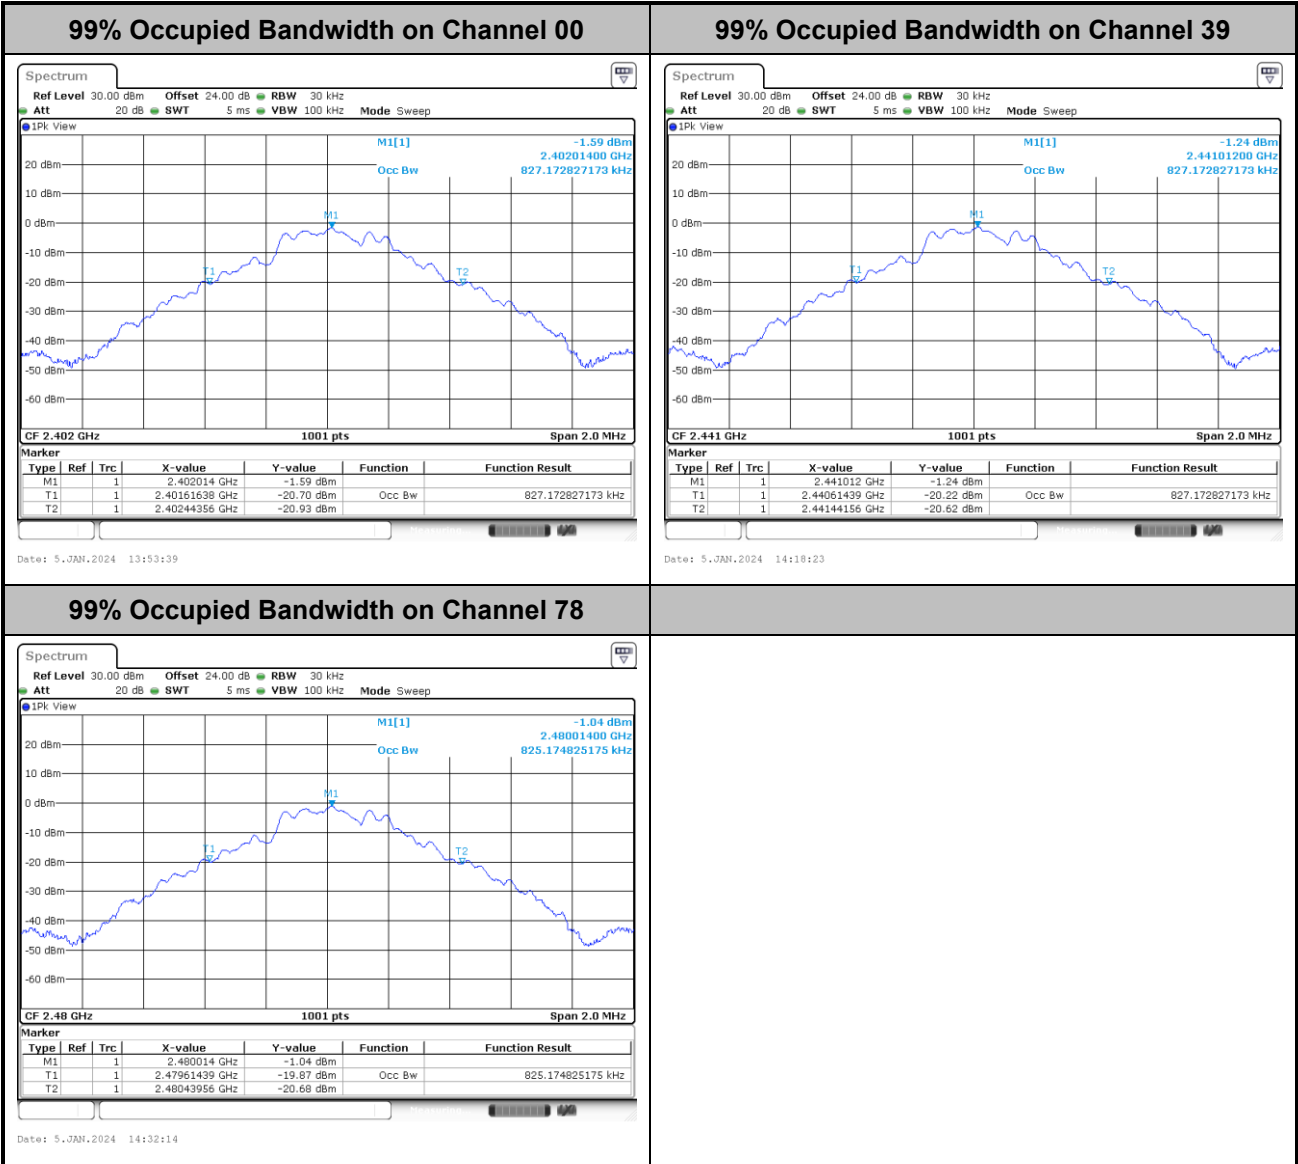 99% Occupied Bandwidth on Channel 00
Spectrum
Ref Level 30.00 dBm Offset 24.00 dB RBW 30 kHz
Att 20 dB SWT 5 ms VBW 100 kHz Mode Sweep
1Pk View
M1[1] -1.59 dBm
2.40201400 GHz
Occ Bw 827.172827173 kHz
20 dBm
10 dBm
0 dBm
-10 dBm
-20 dBm
-30 dBm
-40 dBm
-50 dBm
-60 dBm
M1
T1
T2
CF 2.402 GHz 1001 pts Span 2.0 MHz
Marker
Type Ref Trc X-value Y-value Function Function Result
M1 1 2.402014 GHz -1.59 dBm
T1 1 2.40161638 GHz -20.70 dBm Occ Bw 827.172827173 kHz
T2 1 2.40244356 GHz -20.93 dBm
Date: 5.JAN.2024 13:53:39
99% Occupied Bandwidth on Channel 39
Spectrum
Ref Level 30.00 dBm Offset 24.00 dB RBW 30 kHz
Att 20 dB SWT 5 ms VBW 100 kHz Mode Sweep
1Pk View
M1[1] -1.24 dBm
2.44101200 GHz
Occ Bw 827.172827173 kHz
20 dBm
10 dBm
0 dBm
-10 dBm
-20 dBm
-30 dBm
-40 dBm
-50 dBm
-60 dBm
M1
T1
T2
CF 2.441 GHz 1001 pts Span 2.0 MHz
Marker
Type Ref Trc X-value Y-value Function Function Result
M1 1 2.441012 GHz -1.24 dBm
T1 1 2.44061439 GHz -20.22 dBm Occ Bw 827.172827173 kHz
T2 1 2.44144156 GHz -20.62 dBm
Date: 5.JAN.2024 14:18:23
99% Occupied Bandwidth on Channel 78
Spectrum
Ref Level 30.00 dBm Offset 24.00 dB RBW 30 kHz
Att 20 dB SWT 5 ms VBW 100 kHz Mode Sweep
1Pk View
M1[1] -1.04 dBm
2.48001400 GHz
Occ Bw 825.174825175 kHz
20 dBm
10 dBm
0 dBm
-10 dBm
-20 dBm
-30 dBm
-40 dBm
-50 dBm
-60 dBm
M1
T1
T2
CF 2.48 GHz 1001 pts Span 2.0 MHz
Marker
Type Ref Trc X-value Y-value Function Function Result
M1 1 2.480014 GHz -1.04 dBm
T1 1 2.47961439 GHz -19.87 dBm Occ Bw 825.174825175 kHz
T2 1 2.48043956 GHz -20.68 dBm
Date: 5.JAN.2024 14:32:14